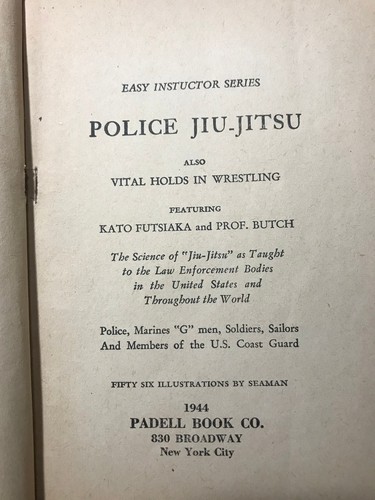 EASY INSTUCTOR SERIES
POLICE JIU-JITSU
ALSO
VITAL HOLDS IN WRESTLING
FEATURING
KATO FUTSIAKA and PROF. BUTCH
The Science of "Jiu-Jitsu" as Taught
to the Law Enforcement Bodies
in the United States and
Throughout the World
Police, Marines "G" men, Soldiers, Sailors
And Members of the U.S. Coast Guard
FIFTY SIX ILLUSTRATIONS BY SEAMAN
1944
PADELL BOOK CO.
830 BROADWAY
New York City